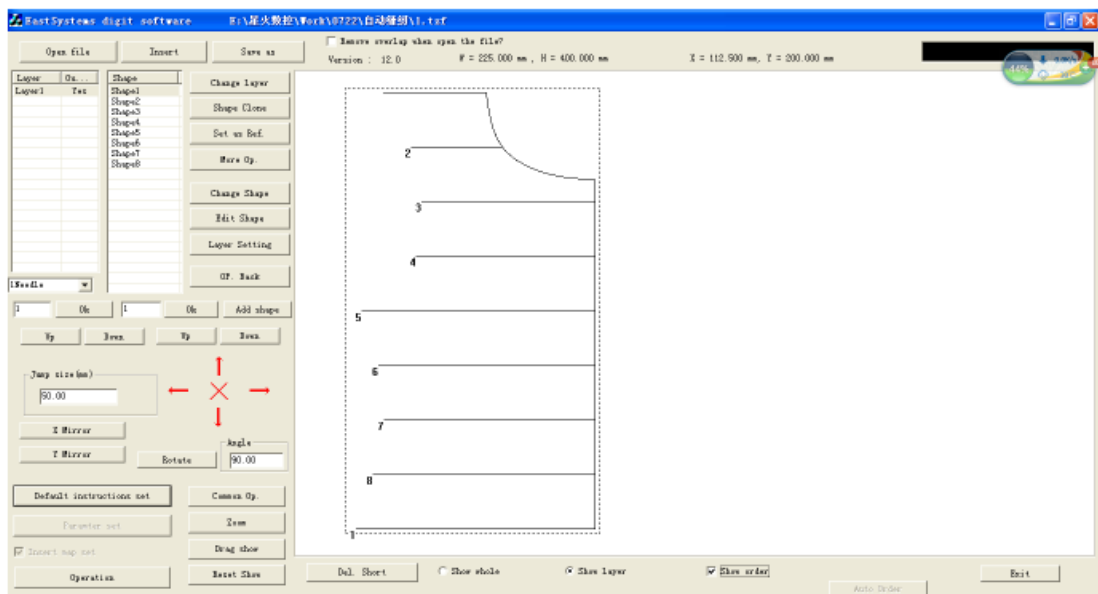 EastSystems digit software E:\星火数控\Work\0722\自动绗绣\1.tsf
Open file Insert Save as
Remove overlap when open the file?
Version : 12.0 W = 225.000 mm , H = 400.000 mm X = 112.500 mm, Y = 200.000 mm
Layer Ou... Shape
Layer1 Yes Shape1
Shape2
Shape3
Shape4
Shape5
Shape6
Shape7
Shape8
Change Layer
Shape Clone
Set as Ref.
More Op.
Change Shape
Edit Shape
Layer Setting
OP. Back
1Needle
1 Ok 1 Ok Add shape
Up Down Up Down
Jump size(mm)
50.00
X Mirror
Y Mirror
Rotate
Angle
90.00
Default instructions set Common Op.
Paramter set Zoom
Insert map set Drag show
Operation Reset Show
2
3
4
5
6
7
8
1
44%
Del. Short Show whole Show layer Show order Exit
Auto Order